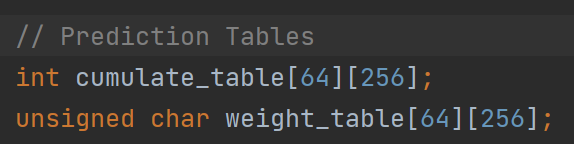 // Prediction Tables
int cumulate_table[64][256];
unsigned char weight_table[64][256];